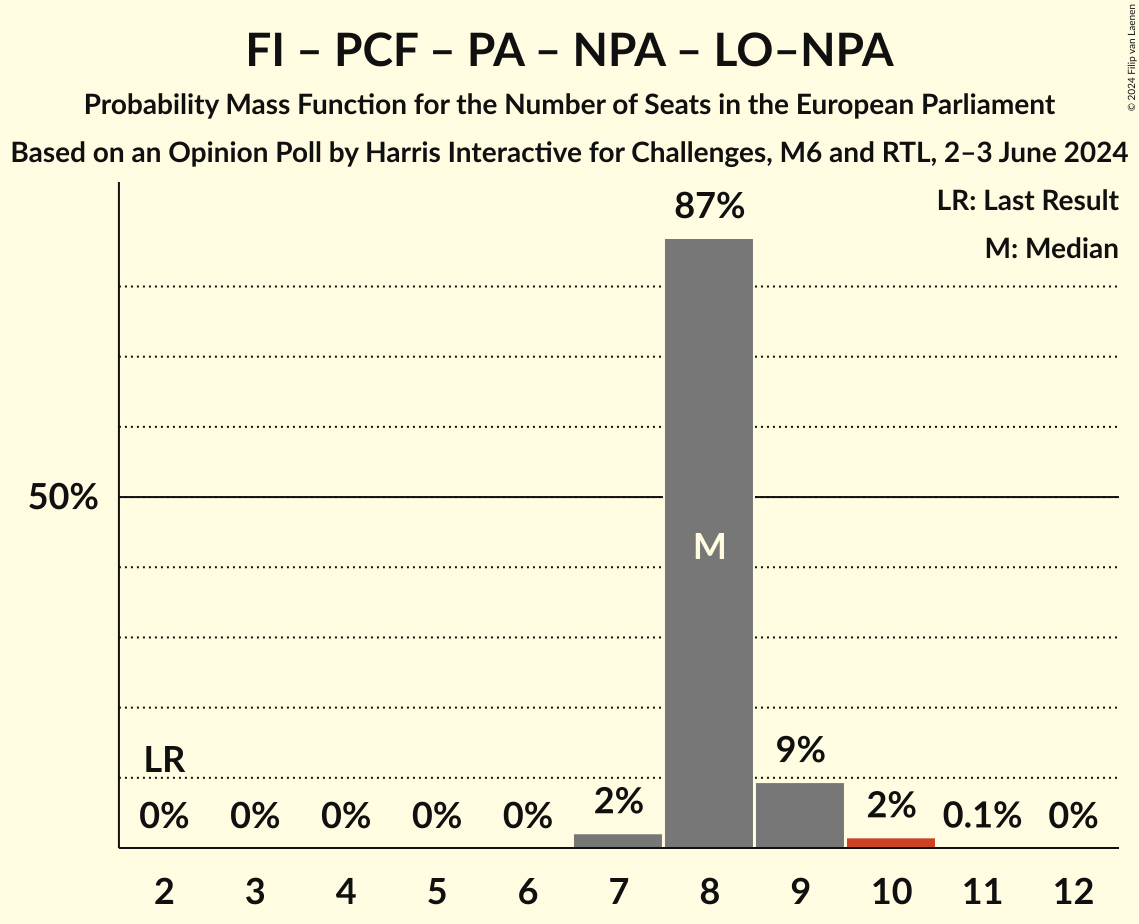 FI – PCF – PA – NPA – LO–NPA
Probability Mass Function for the Number of Seats in the European Parliament
Based on an Opinion Poll by Harris Interactive for Challenges, M6 and RTL, 2–3 June 2024
© 2024 Filip van Laenen
LR: Last Result
M: Median
87%
50%
M
LR
9%
0% 0% 0% 0% 0% 2% 2% 0.1% 0%
2 3 4 5 6 7 8 9 10 11 12